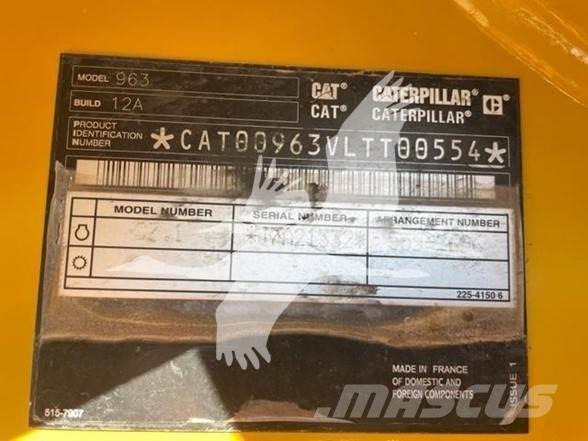 MODEL 963
BUILD 12A
CAT® CATERPILLAR® C
CAT® CATERPILLAR®
PRODUCT
IDENTIFICATION
NUMBER *CAT00963VLTT00554*
MODEL NUMBER SERIAL NUMBER ARRANGEMENT NUMBER
225-4150 6
MADE IN FRANCE
OF DOMESTIC AND
FOREIGN COMPONENTS
ISSUE 1
515-7907
MASCUS